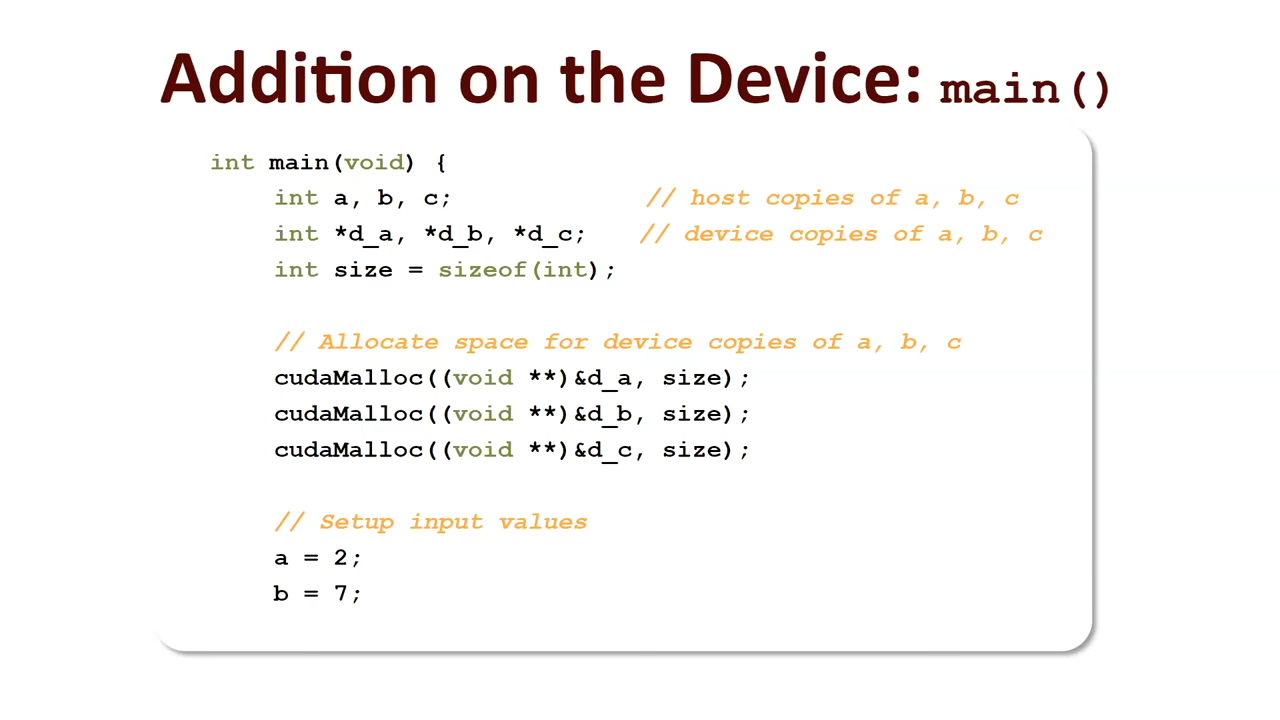 Addition on the Device: main()
int main(void) {
int a, b, c; // host copies of a, b, c
int *d_a, *d_b, *d_c; // device copies of a, b, c
int size = sizeof(int);
// Allocate space for device copies of a, b, c
cudaMalloc((void **)&d_a, size);
cudaMalloc((void **)&d_b, size);
cudaMalloc((void **)&d_c, size);
// Setup input values
a = 2;
b = 7;